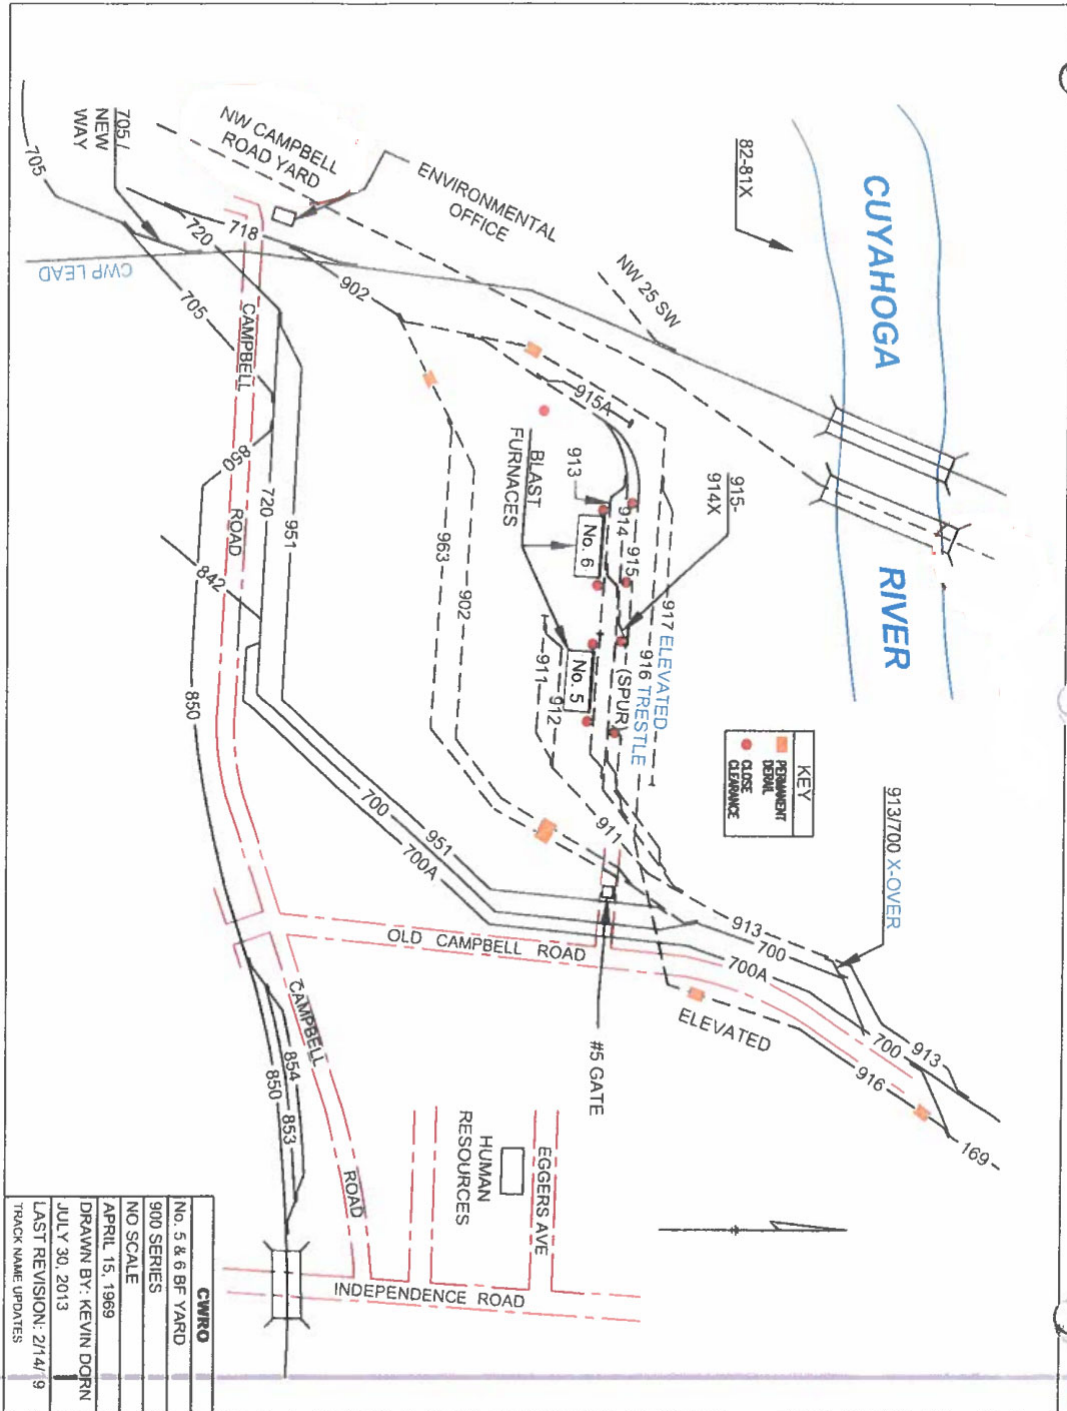 CUYAHOGA
RIVER
82-81X
NW 25 SW
NW CAMPBELL
ROAD YARD
ENVIRONMENTAL
OFFICE
705 /
NEW
WAY
705
CWP LEAD
718
720
705
902
915A
BLAST
FURNACES
913
915-
914X
914
915
No. 6
No. 5
(SPUR)
917 ELEVATED
916 TRESTLE
911
912
963
902
911
KEY
PERMANENT
DERAIL
CLOSE
CLEARANCE
913/700 X-OVER
913
700
700A
700
913
916
169
ELEVATED
#5 GATE
OLD CAMPBELL ROAD
951
700
700A
CAMPBELL
ROAD
850
720
951
842
850
CAMPBELL
ROAD
854
853
850
HUMAN
RESOURCES
EGGERS AVE
INDEPENDENCE ROAD
CWRO
No. 5 & 6 BF YARD
900 SERIES
NO SCALE
APRIL 15, 1969
DRAWN BY: KEVIN DORN
JULY 30, 2013
LAST REVISION: 2/14/19
TRACK NAME UPDATES